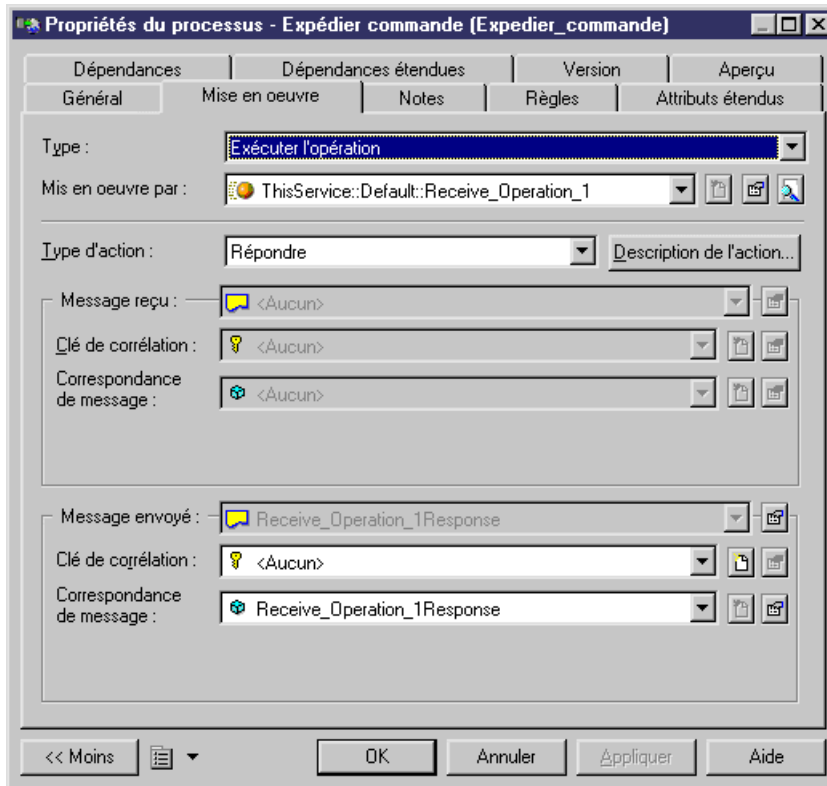 Propriétés du processus - Expédier commande (Expedier_commande)
Dépendances Dépendances étendues Version Aperçu
Général Mise en oeuvre Notes Règles Attributs étendus
Type : Exécuter l'opération
Mis en oeuvre par : ThisService::Default::Receive_Operation_1
Type d'action : Répondre Description de l'action...
Message reçu : <Aucun>
Clé de corrélation : <Aucun>
Correspondance
de message : <Aucun>
Message envoyé : Receive_Operation_1Response
Clé de corrélation : <Aucun>
Correspondance
de message : Receive_Operation_1Response
<< Moins OK Annuler Appliquer Aide